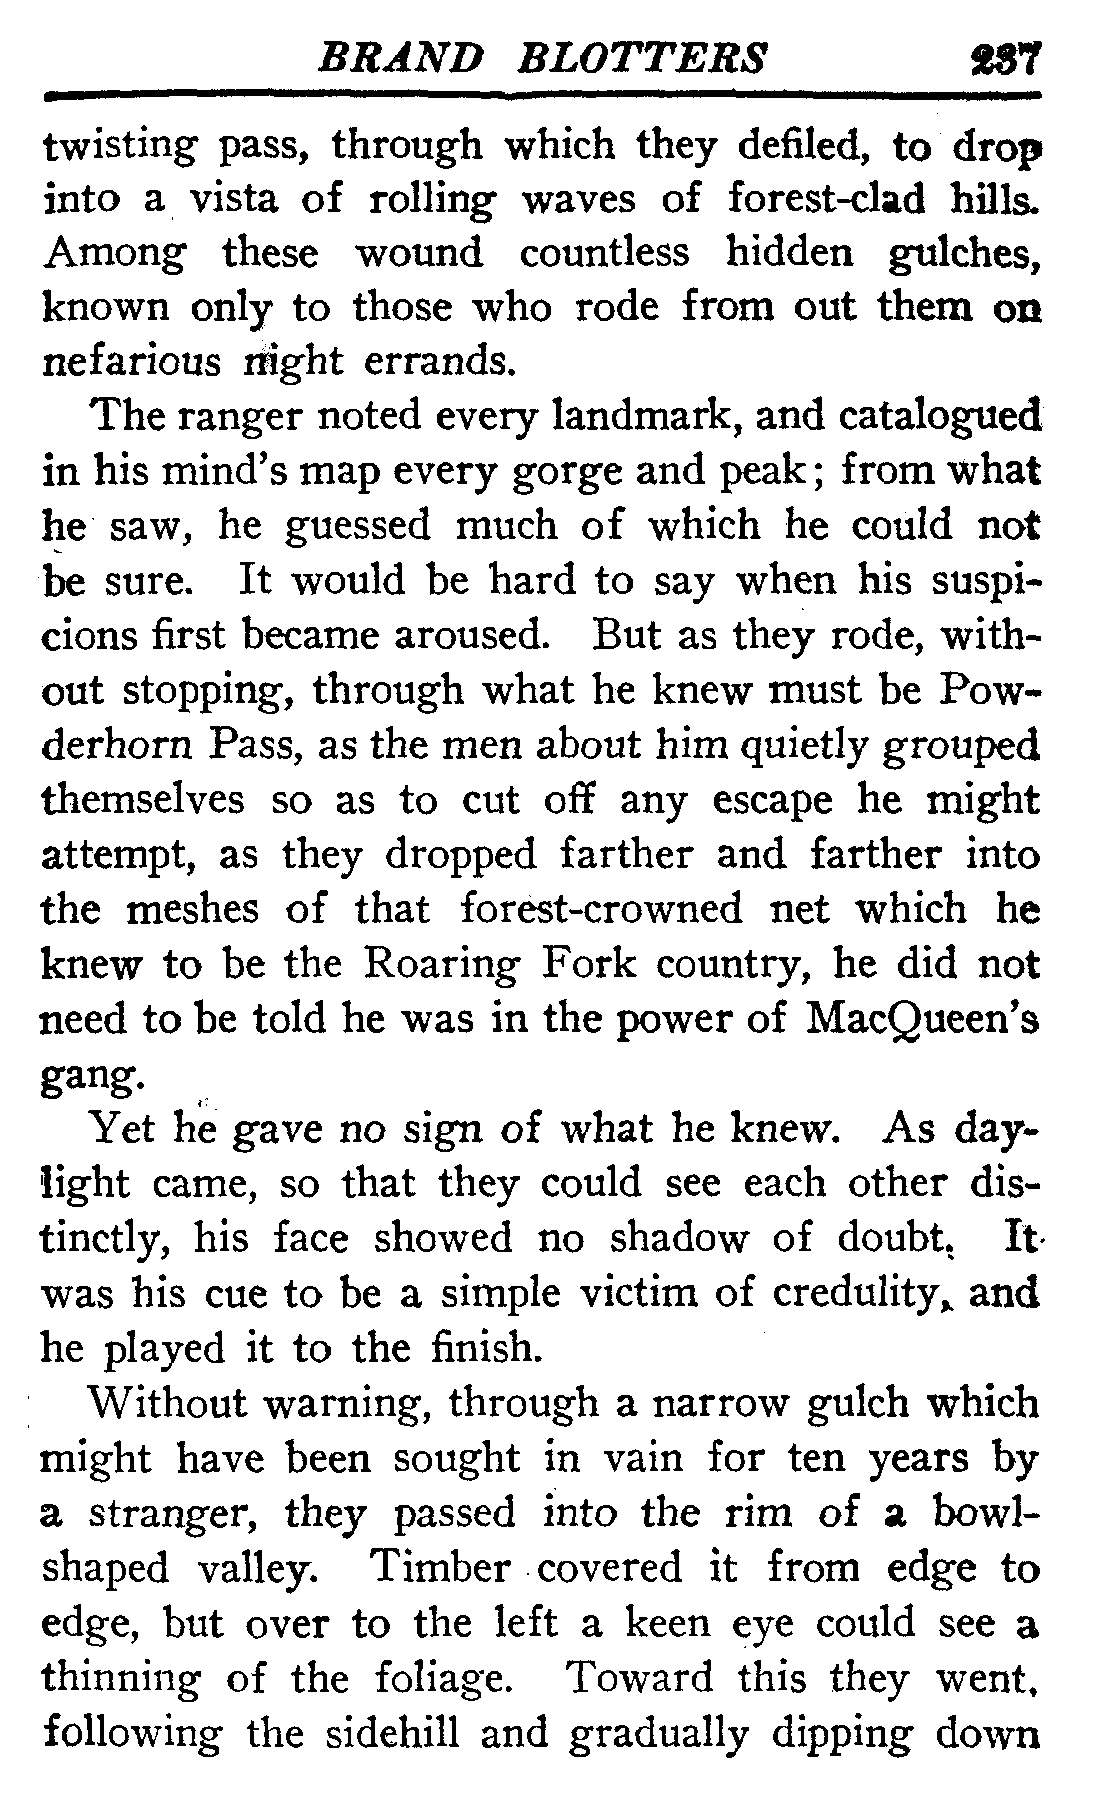 BRAND BLOTTERS 237
twisting pass, through which they defiled, to drop
into a vista of rolling waves of forest-clad hills.
Among these wound countless hidden gulches,
known only to those who rode from out them on
nefarious night errands.
The ranger noted every landmark, and catalogued
in his mind's map every gorge and peak; from what
he saw, he guessed much of which he could not
be sure. It would be hard to say when his suspi-
cions first became aroused. But as they rode, with-
out stopping, through what he knew must be Pow-
derhorn Pass, as the men about him quietly grouped
themselves so as to cut off any escape he might
attempt, as they dropped farther and farther into
the meshes of that forest-crowned net which he
knew to be the Roaring Fork country, he did not
need to be told he was in the power of MacQueen's
gang.
Yet he gave no sign of what he knew. As day-
light came, so that they could see each other dis-
tinctly, his face showed no shadow of doubt. It
was his cue to be a simple victim of credulity, and
he played it to the finish.
Without warning, through a narrow gulch which
might have been sought in vain for ten years by
a stranger, they passed into the rim of a bowl-
shaped valley. Timber covered it from edge to
edge, but over to the left a keen eye could see a
thinning of the foliage. Toward this they went,
following the sidehill and gradually dipping down